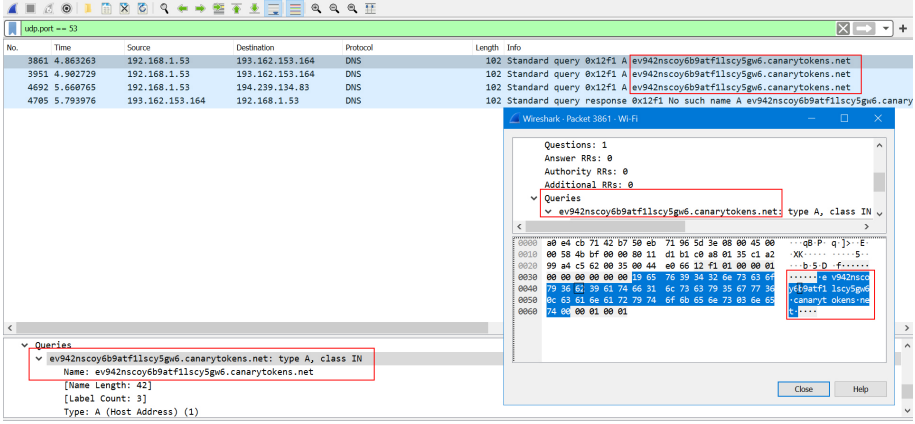 udp.port == 53
No. Time Source Destination Protocol Length Info
3861 4.863263 192.168.1.53 193.162.153.164 DNS 102 Standard query 0x12f1 A ev942nscoy6b9atf1lscy5gw6.canarytokens.net
3951 4.902729 192.168.1.53 193.162.153.164 DNS 102 Standard query 0x12f1 A ev942nscoy6b9atf1lscy5gw6.canarytokens.net
4692 5.660765 192.168.1.53 194.239.134.83 DNS 102 Standard query 0x12f1 A ev942nscoy6b9atf1lscy5gw6.canarytokens.net
4705 5.793976 193.162.153.164 192.168.1.53 DNS 102 Standard query response 0x12f1 No such name A ev942nscoy6b9atf1lscy5gw6.canary
Wireshark · Packet 3861 · Wi-Fi
Questions: 1
Answer RRs: 0
Authority RRs: 0
Additional RRs: 0
Queries
ev942nscoy6b9atf1lscy5gw6.canarytokens.net: type A, class IN
0000 a0 e4 cb 71 42 b7 50 eb 71 96 5d 3e 08 00 45 00 ···qB·P· q·]>··E·
0010 00 58 4b bf 00 00 80 11 d1 b1 c0 a8 01 35 c1 a2 ·XK····· ·····5··
0020 99 a4 c5 62 00 35 00 44 e0 66 12 f1 01 00 00 01 ···b·5·D ·f······
0030 00 00 00 00 00 00 19 65 76 39 34 32 6e 73 63 6f ·······e v942nsco
0040 79 36 62 39 61 74 66 31 6c 73 63 79 35 67 77 36 y6b9atf1 lscy5gw6
0050 0c 63 61 6e 61 72 79 74 6f 6b 65 6e 73 03 6e 65 ·canaryt okens·ne
0060 74 00 00 01 00 01 t·····
Close Help
Queries
ev942nscoy6b9atf1lscy5gw6.canarytokens.net: type A, class IN
Name: ev942nscoy6b9atf1lscy5gw6.canarytokens.net
[Name Length: 42]
[Label Count: 3]
Type: A (Host Address) (1)